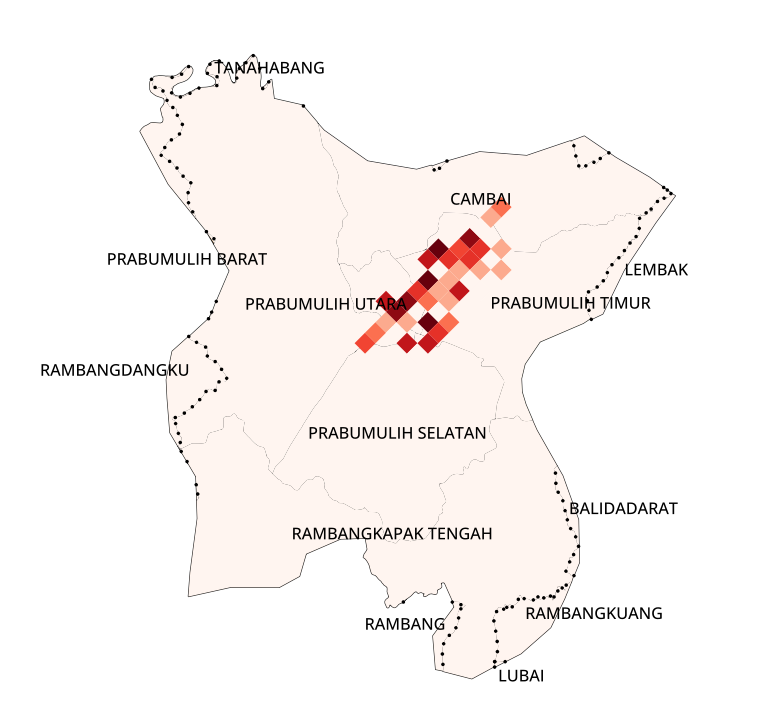 TANAHABANG
CAMBAI
PRABUMULIH BARAT
LEMBAK
PRABUMULIH UTARA
PRABUMULIH TIMUR
RAMBANGDANGKU
PRABUMULIH SELATAN
BALIDADARAT
RAMBANGKAPAK TENGAH
RAMBANGKUANG
RAMBANG
LUBAI